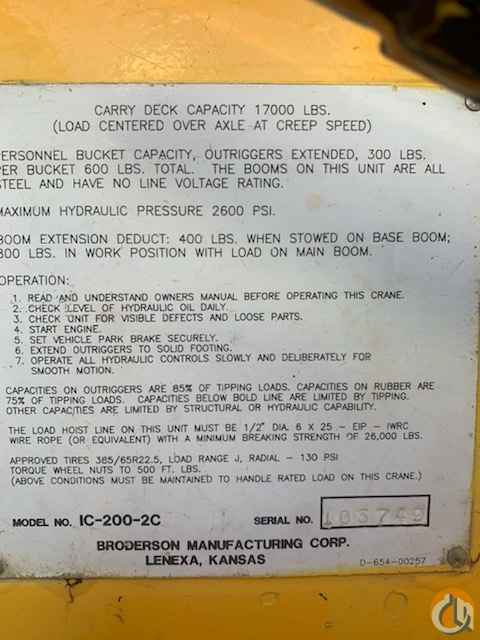 CARRY DECK CAPACITY 17000 LBS.
(LOAD CENTERED OVER AXLE AT CREEP SPEED)
PERSONNEL BUCKET CAPACITY, OUTRIGGERS EXTENDED, 300 LBS.
PER BUCKET 600 LBS. TOTAL. THE BOOMS ON THIS UNIT ARE ALL
STEEL AND HAVE NO LINE VOLTAGE RATING.
MAXIMUM HYDRAULIC PRESSURE 2600 PSI.
BOOM EXTENSION DEDUCT: 400 LBS. WHEN STOWED ON BASE BOOM;
800 LBS. IN WORK POSITION WITH LOAD ON MAIN BOOM.
OPERATION:
1. READ AND UNDERSTAND OWNERS MANUAL BEFORE OPERATING THIS CRANE.
2. CHECK LEVEL OF HYDRAULIC OIL DAILY.
3. CHECK UNIT FOR VISIBLE DEFECTS AND LOOSE PARTS.
4. START ENGINE.
5. SET VEHICLE PARK BRAKE SECURELY.
6. EXTEND OUTRIGGERS TO SOLID FOOTING.
7. OPERATE ALL HYDRAULIC CONTROLS SLOWLY AND DELIBERATELY FOR
SMOOTH MOTION.
CAPACITIES ON OUTRIGGERS ARE 85% OF TIPPING LOADS. CAPACITIES ON RUBBER ARE
75% OF TIPPING LOADS. CAPACITIES BELOW BOLD LINE ARE LIMITED BY TIPPING.
OTHER CAPACITIES ARE LIMITED BY STRUCTURAL OR HYDRAULIC CAPABILITY.
THE LOAD HOIST LINE ON THIS UNIT MUST BE 1/2" DIA. 6 X 25 - EIP - IWRC
WIRE ROPE (OR EQUIVALENT) WITH A MINIMUM BREAKING STRENGTH OF 26,000 LBS.
APPROVED TIRES 385/65R22.5, LOAD RANGE J, RADIAL - 130 PSI
TORQUE WHEEL NUTS TO 500 FT. LBS.
(ABOVE CONDITIONS MUST BE MAINTAINED TO HANDLE RATED LOAD ON THIS CRANE.)
MODEL NO. IC-200-2C SERIAL NO.
BRODERSON MANUFACTURING CORP.
LENEXA, KANSAS D-654-00257